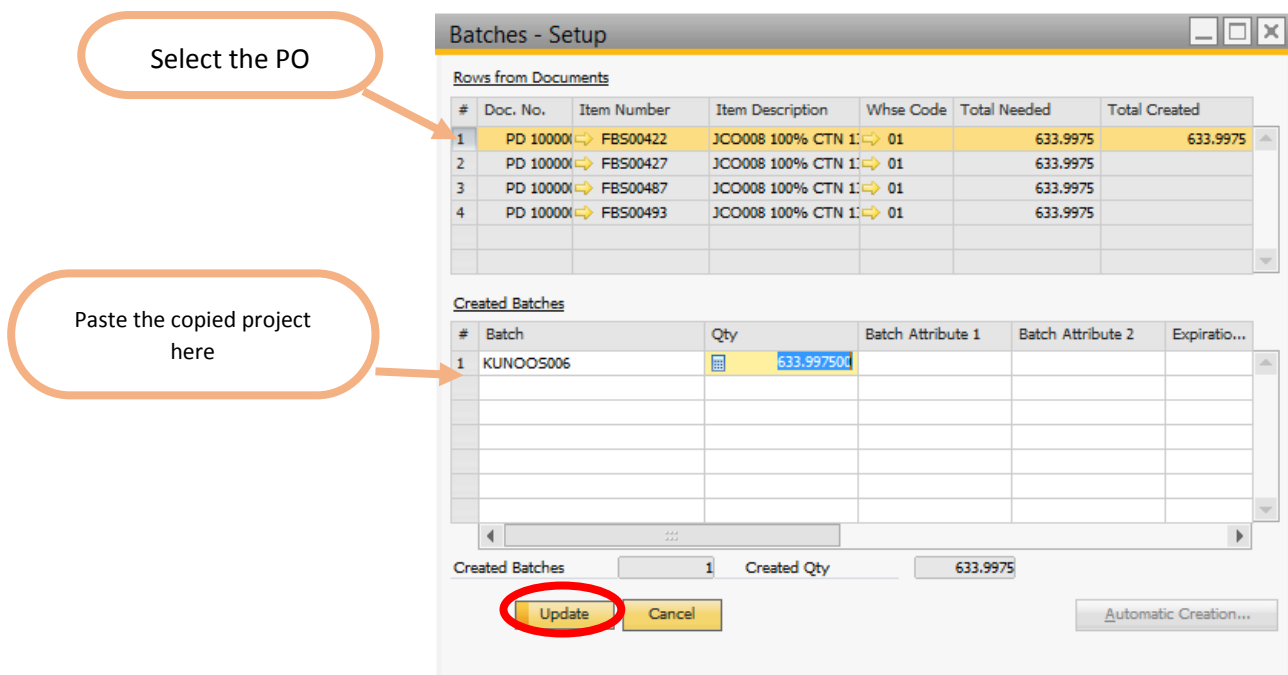 Select the PO
Batches - Setup
Rows from Documents
# Doc. No. Item Number Item Description Whse Code Total Needed Total Created
1 PD 100000 FBS00422 JCO008 100% CTN 1 01 633.9975 633.9975
2 PD 100000 FBS00427 JCO008 100% CTN 1 01 633.9975
3 PD 100000 FBS00487 JCO008 100% CTN 1 01 633.9975
4 PD 100000 FBS00493 JCO008 100% CTN 1 01 633.9975
Paste the copied project
here
Created Batches
# Batch Qty Batch Attribute 1 Batch Attribute 2 Expiratio...
1 KUNOOS006 633.997500
Created Batches 1 Created Qty 633.9975
Update Cancel Automatic Creation...